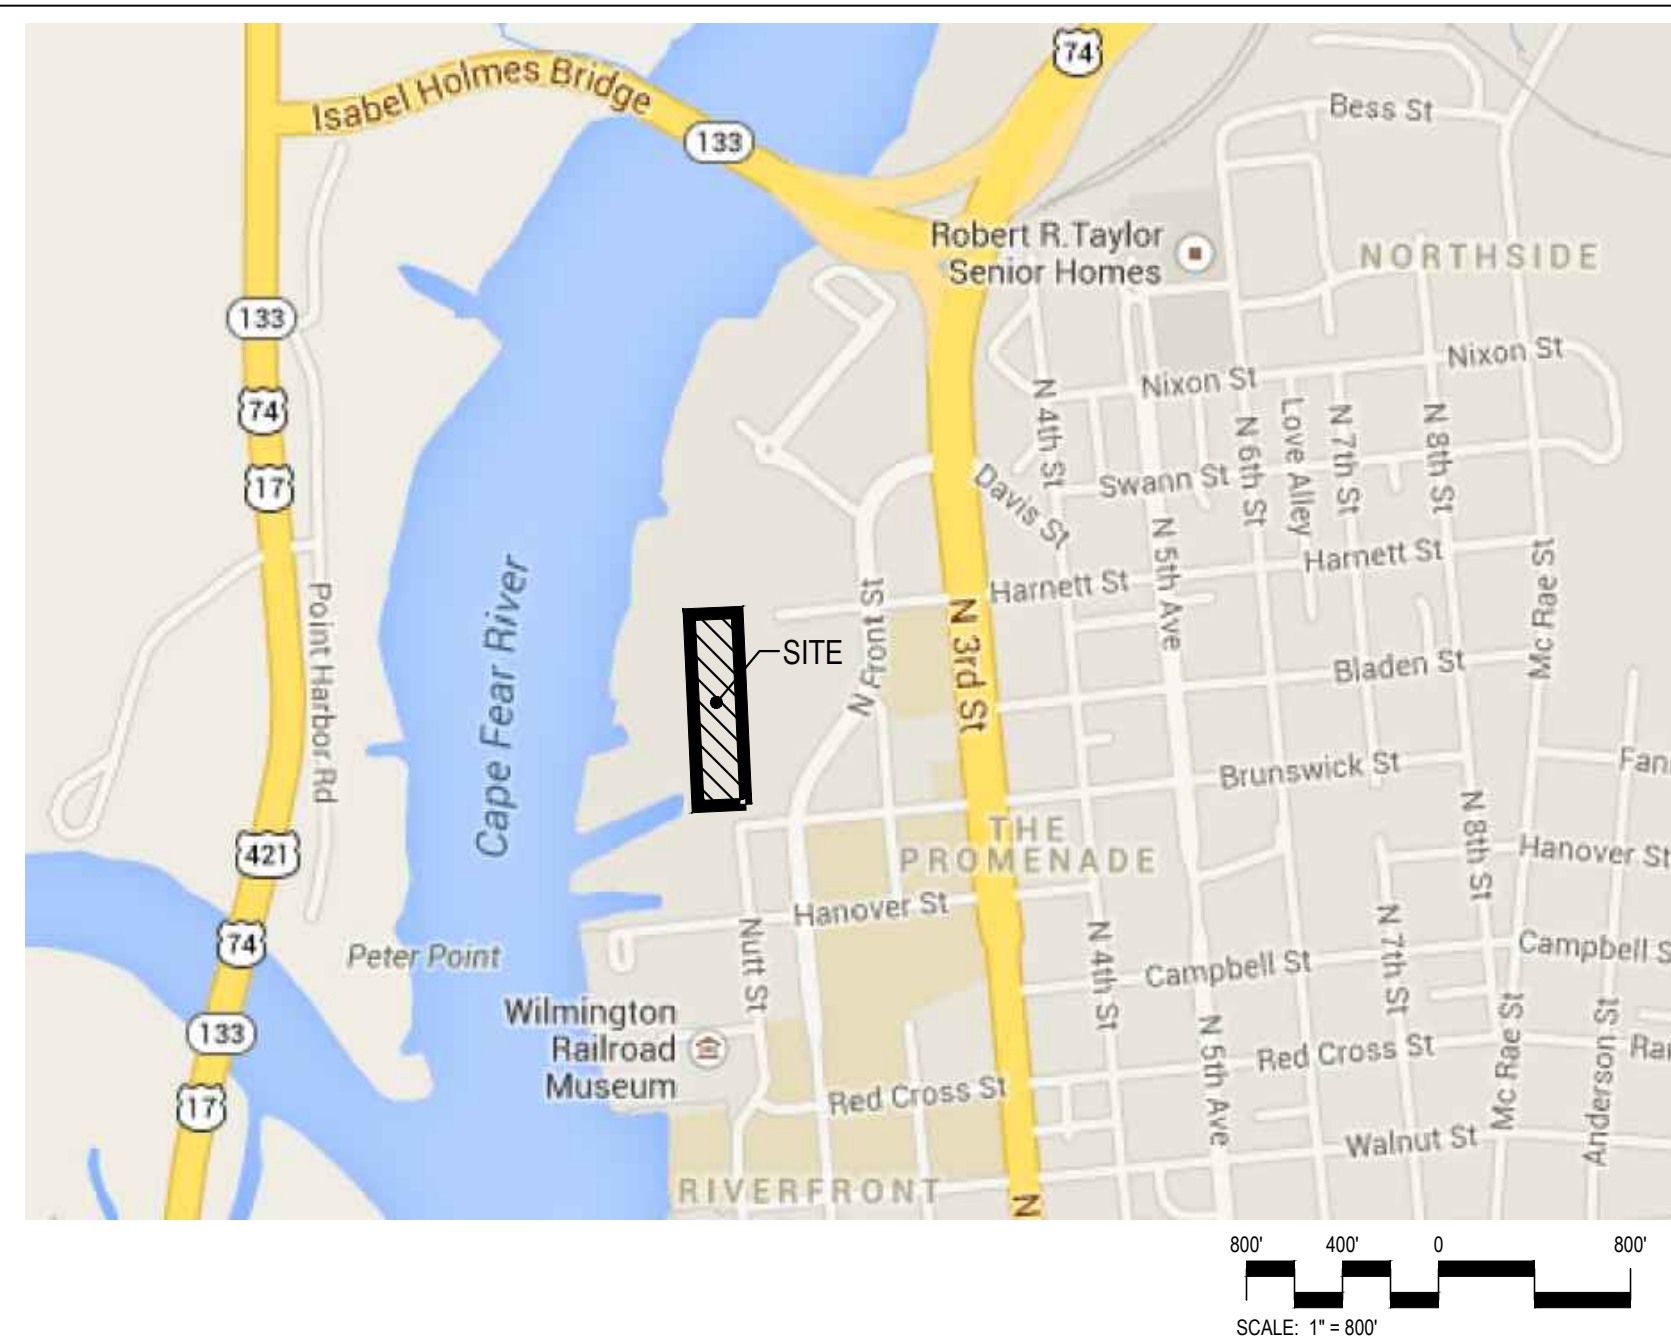 74
Isabel Holmes Bridge
133
Bess St
Robert R. Taylor
Senior Homes
NORTHSIDE
133
74
17
Nixon St
Nixon St
N 4th St
N 6th St
Love Alley
N 7th St
N 8th St
Davis St
Swann St
N 5th Ave
Harnett St
Harnett St
Mc Rae St
Point Harbor Rd
Cape Fear River
N Front St
N 3rd St
SITE
Bladen St
Brunswick St
Fan
THE
PROMENADE
N 8th St
Hanover St
421
74
Peter Point
Hanover St
Nutt St
N 4th St
Campbell St
N 7th St
Campbell S
Wilmington
Railroad
Museum
133
17
Red Cross St
N 5th Ave
Red Cross St
Mc Rae St
Anderson St
Rai
Walnut St
RIVERFRONT
N
800'
400'
0
800'
SCALE: 1" = 800'